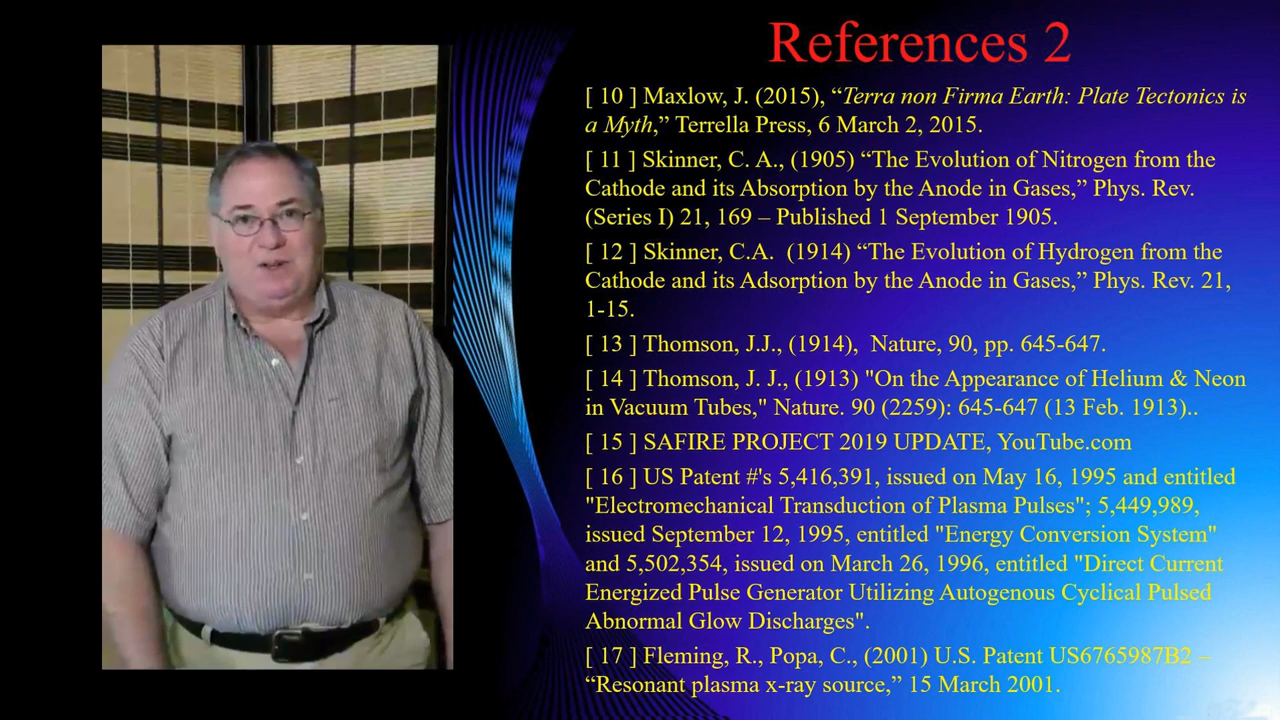 References 2
[ 10 ] Maxlow, J. (2015), “Terra non Firma Earth: Plate Tectonics is
a Myth,” Terrella Press, 6 March 2, 2015.
[ 11 ] Skinner, C. A., (1905) “The Evolution of Nitrogen from the
Cathode and its Absorption by the Anode in Gases,” Phys. Rev.
(Series I) 21, 169 – Published 1 September 1905.
[ 12 ] Skinner, C.A.  (1914) “The Evolution of Hydrogen from the
Cathode and its Adsorption by the Anode in Gases,” Phys. Rev. 21,
1-15.
[ 13 ] Thomson, J.J., (1914),  Nature, 90, pp. 645-647.
[ 14 ] Thomson, J. J., (1913) "On the Appearance of Helium & Neon
in Vacuum Tubes," Nature. 90 (2259): 645-647 (13 Feb. 1913)..
[ 15 ] SAFIRE PROJECT 2019 UPDATE, YouTube.com
[ 16 ] US Patent #'s 5,416,391, issued on May 16, 1995 and entitled
"Electromechanical Transduction of Plasma Pulses"; 5,449,989,
issued September 12, 1995, entitled "Energy Conversion System"
and 5,502,354, issued on March 26, 1996, entitled "Direct Current
Energized Pulse Generator Utilizing Autogenous Cyclical Pulsed
Abnormal Glow Discharges".
[ 17 ] Fleming, R., Popa, C., (2001) U.S. Patent US6765987B2 –
“Resonant plasma x-ray source,” 15 March 2001.